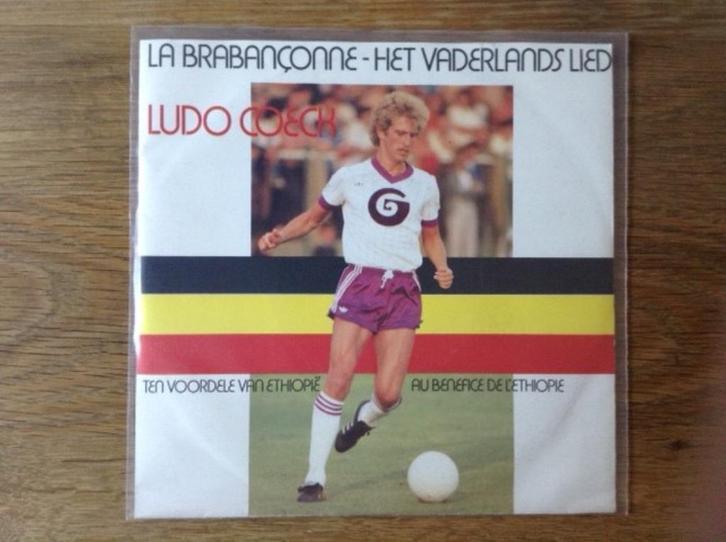 LA BRABANÇONNE - HET VADERLANDS LIED
LUDO COECK
G
TEN VOORDELE VAN ETHIOPIË AU BENEFICE DE L'ETHIOPIE